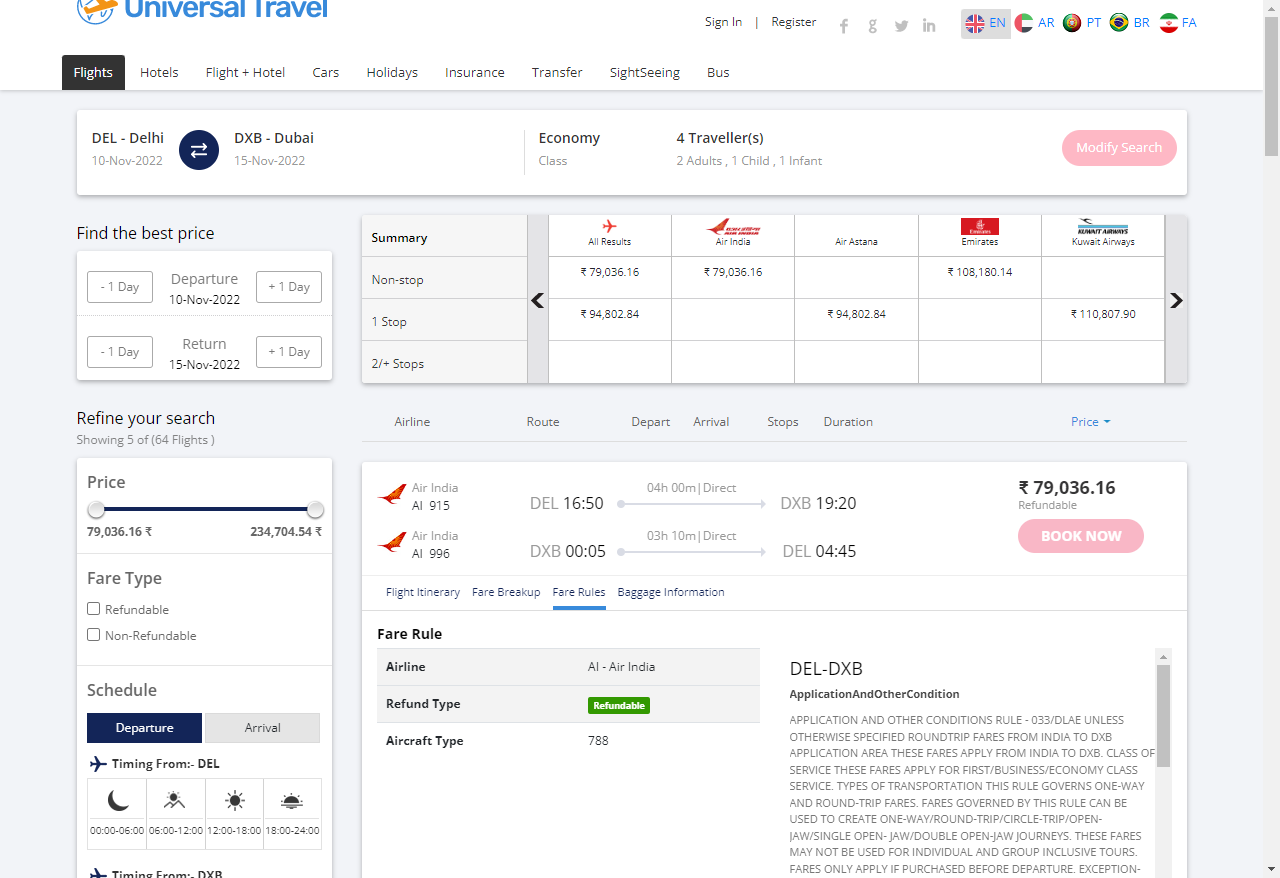 Universal Travel
Sign In | Register
EN AR PT BR FA
Flights Hotels Flight + Hotel Cars Holidays Insurance Transfer SightSeeing Bus
DEL - Delhi DXB - Dubai Economy 4 Traveller(s)
10-Nov-2022 15-Nov-2022 Class 2 Adults , 1 Child , 1 Infant
Modify Search
Find the best price
- 1 Day Departure + 1 Day
10-Nov-2022
- 1 Day Return + 1 Day
15-Nov-2022
Summary All Results Air India Air Astana Emirates Kuwait Airways
Non-stop ₹ 79,036.16 ₹ 79,036.16 ₹ 108,180.14
1 Stop ₹ 94,802.84 ₹ 94,802.84 ₹ 110,807.90
2/+ Stops
Refine your search
Showing 5 of (64 Flights )
Price
79,036.16 ₹ 234,704.54 ₹
Fare Type
Refundable
Non-Refundable
Schedule
Departure Arrival
Timing From:- DEL
00:00-06:00 06:00-12:00 12:00-18:00 18:00-24:00
Timing From:- DXB
Airline Route Depart Arrival Stops Duration Price
Air India 04h 00m|Direct
AI 915 DEL 16:50 DXB 19:20
Air India 03h 10m|Direct
AI 996 DXB 00:05 DEL 04:45
₹ 79,036.16
Refundable
BOOK NOW
Flight Itinerary Fare Breakup Fare Rules Baggage Information
Fare Rule
Airline AI - Air India
Refund Type Refundable
Aircraft Type 788
DEL-DXB
ApplicationAndOtherCondition
APPLICATION AND OTHER CONDITIONS RULE - 033/DLAE UNLESS
OTHERWISE SPECIFIED ROUNDTRIP FARES FROM INDIA TO DXB
APPLICATION AREA THESE FARES APPLY FROM INDIA TO DXB. CLASS OF
SERVICE THESE FARES APPLY FOR FIRST/BUSINESS/ECONOMY CLASS
SERVICE. TYPES OF TRANSPORTATION THIS RULE GOVERNS ONE-WAY
AND ROUND-TRIP FARES. FARES GOVERNED BY THIS RULE CAN BE
USED TO CREATE ONE-WAY/ROUND-TRIP/CIRCLE-TRIP/OPEN-
JAW/SINGLE OPEN- JAW/DOUBLE OPEN-JAW JOURNEYS. THESE FARES
MAY NOT BE USED FOR INDIVIDUAL AND GROUP INCLUSIVE TOURS.
FARES ONLY APPLY IF PURCHASED BEFORE DEPARTURE. EXCEPTION-